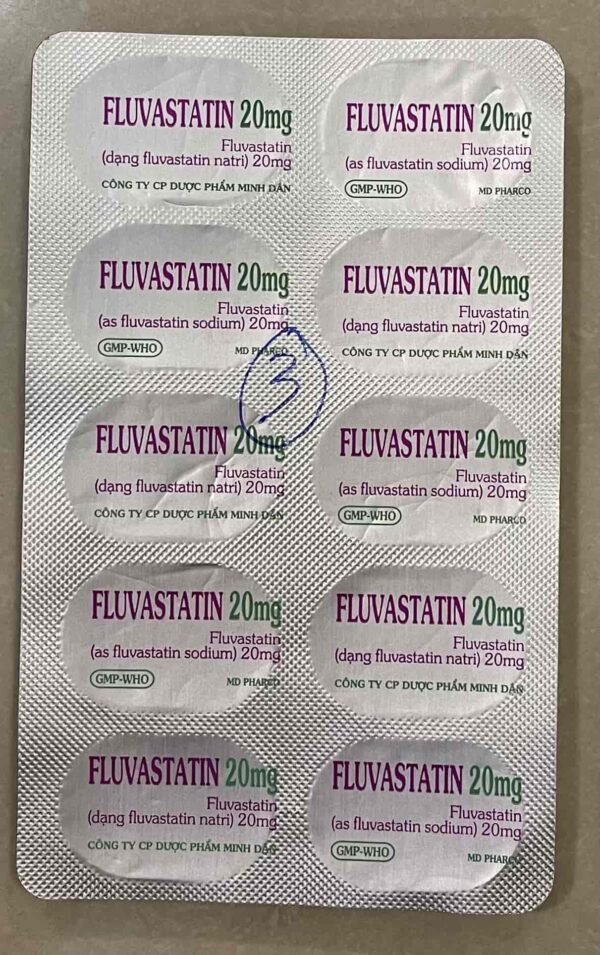 FLUVASTATIN 20mg
Fluvastatin
(dạng fluvastatin natri) 20mg
CÔNG TY CP DƯỢC PHẨM MINH DÂN
FLUVASTATIN 20mg
Fluvastatin
(as fluvastatin sodium) 20mg
GMP-WHO MD PHARCO
FLUVASTATIN 20mg
Fluvastatin
(as fluvastatin sodium) 20mg
GMP-WHO MD PHARCO
FLUVASTATIN 20mg
Fluvastatin
(dạng fluvastatin natri) 20mg
CÔNG TY CP DƯỢC PHẨM MINH DÂN
3
FLUVASTATIN 20mg
Fluvastatin
(dạng fluvastatin natri) 20mg
CÔNG TY CP DƯỢC PHẨM MINH DÂN
FLUVASTATIN 20mg
Fluvastatin
(as fluvastatin sodium) 20mg
GMP-WHO MD PHARCO
FLUVASTATIN 20mg
Fluvastatin
(as fluvastatin sodium) 20mg
GMP-WHO MD PHARCO
FLUVASTATIN 20mg
Fluvastatin
(dạng fluvastatin natri) 20mg
CÔNG TY CP DƯỢC PHẨM MINH DÂN
FLUVASTATIN 20mg
Fluvastatin
(dạng fluvastatin natri) 20mg
CÔNG TY CP DƯỢC PHẨM MINH DÂN
FLUVASTATIN 20mg
Fluvastatin
(as fluvastatin sodium) 20mg
GMP-WHO MD PHARCO